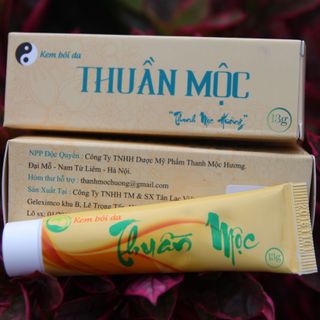 Kem bôi da
THUẦN MỘC
"Thanh Mộc Hương"
13g
NPP Độc Quyền : Công Ty TNHH Dược Mỹ Phẩm Thanh Mộc Hương.
Đại Mỗ - Nam Từ Liêm - Hà Nội.
Hòm thư hỗ trợ : thanhmochuong@gmail.com
Sản Xuất Tại : Công Ty TNHH TM & SX Tân Lạc
Geleximco khu B, Lê Trọng
Lô sx:
Kem bôi da
Thuần Mộc
13g